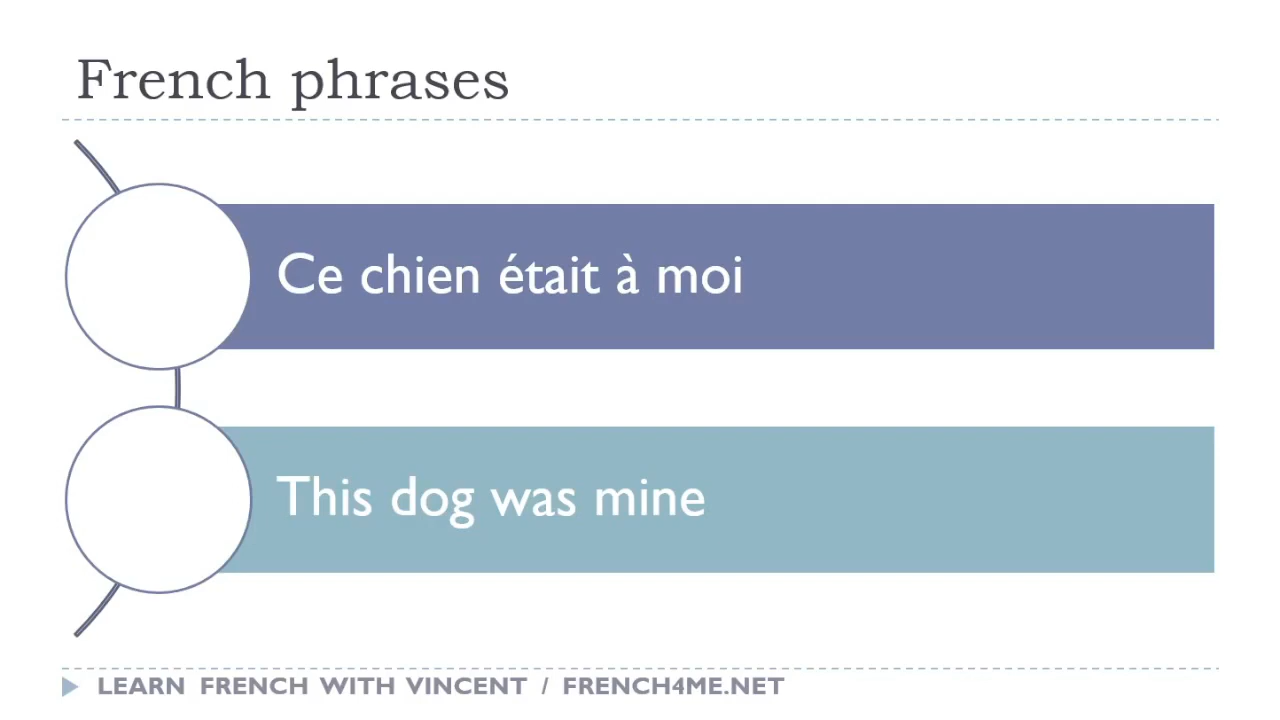 French phrases
Ce chien était à moi
This dog was mine
LEARN FRENCH WITH VINCENT / FRENCH4ME.NET